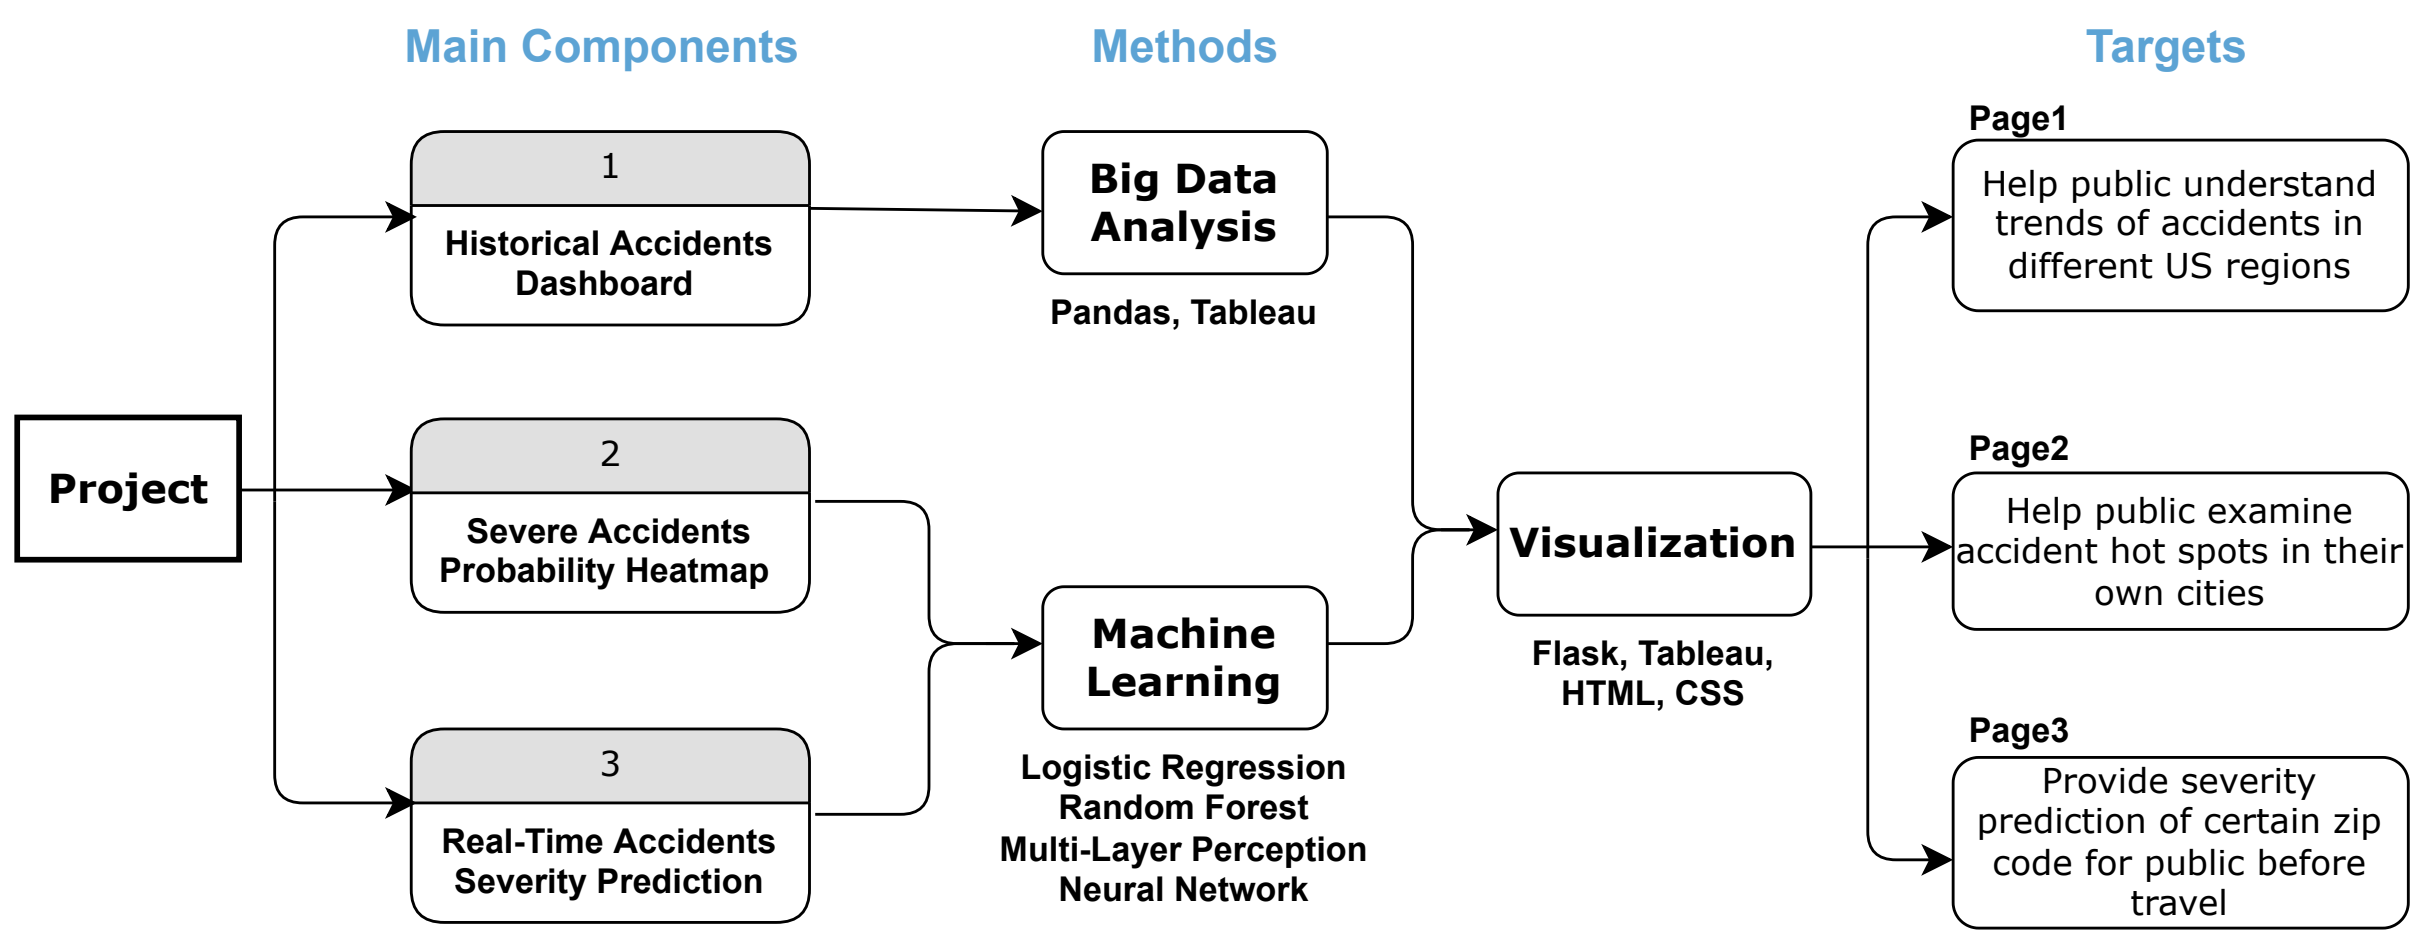 Main Components
Methods
Targets
Project
1
Historical Accidents
Dashboard
2
Severe Accidents
Probability Heatmap
3
Real-Time Accidents
Severity Prediction
Big Data
Analysis
Pandas, Tableau
Machine
Learning
Logistic Regression
Random Forest
Multi-Layer Perception
Neural Network
Visualization
Flask, Tableau,
HTML, CSS
Page1
Help public understand
trends of accidents in
different US regions
Page2
Help public examine
accident hot spots in their
own cities
Page3
Provide severity
prediction of certain zip
code for public before
travel